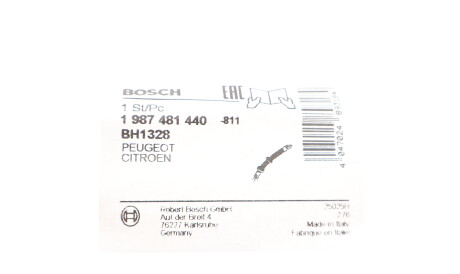 BOSCH
EAC
1 St/Pc
1 987 481 440 -811
BH1328
PEUGEOT
CITROEN
Robert Bosch GmbH
Auf der Breit 4
76227 Karlsruhe
Germany
Made in Italy
Fabriqué en Italie